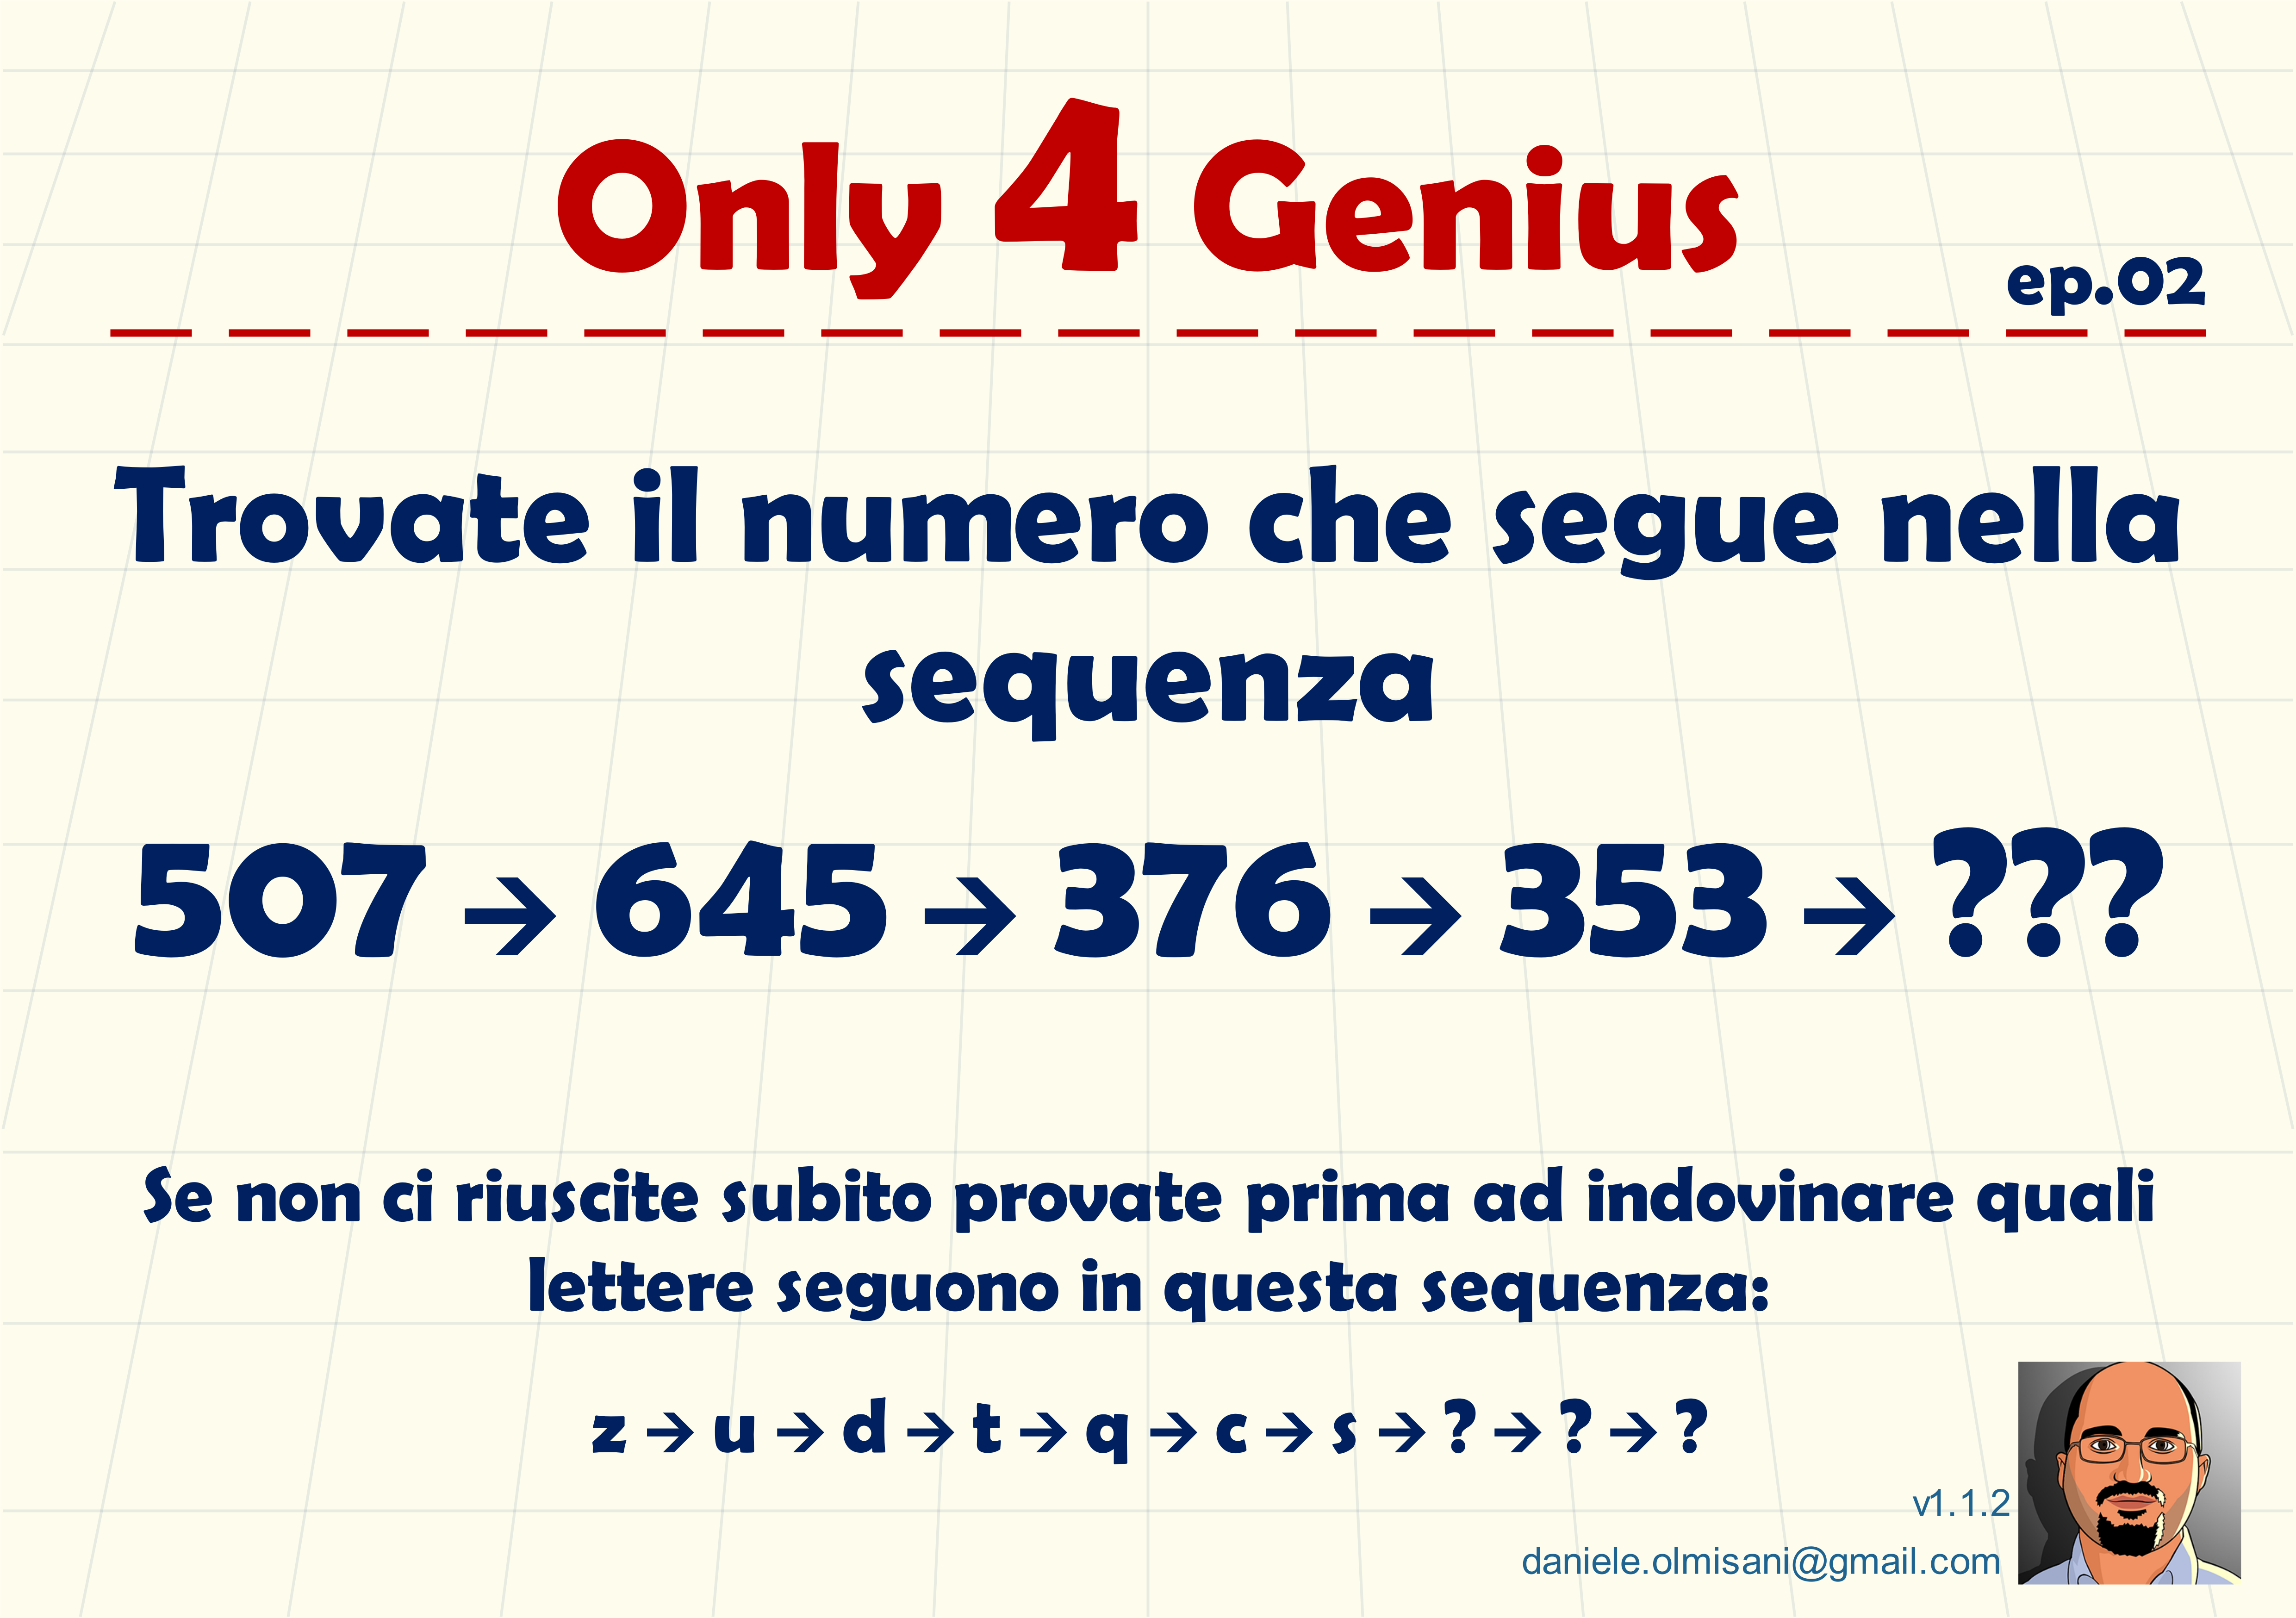 Only 4 Genius
ep.02
Trovate il numero che segue nella
sequenza
507 → 645 → 376 → 353 → ???
Se non ci riuscite subito provate prima ad indovinare quali
lettere seguono in questa sequenza:
z → u → d → t → q → c → s → ? → ? → ?
v1.1.2
daniele.olmisani@gmail.com